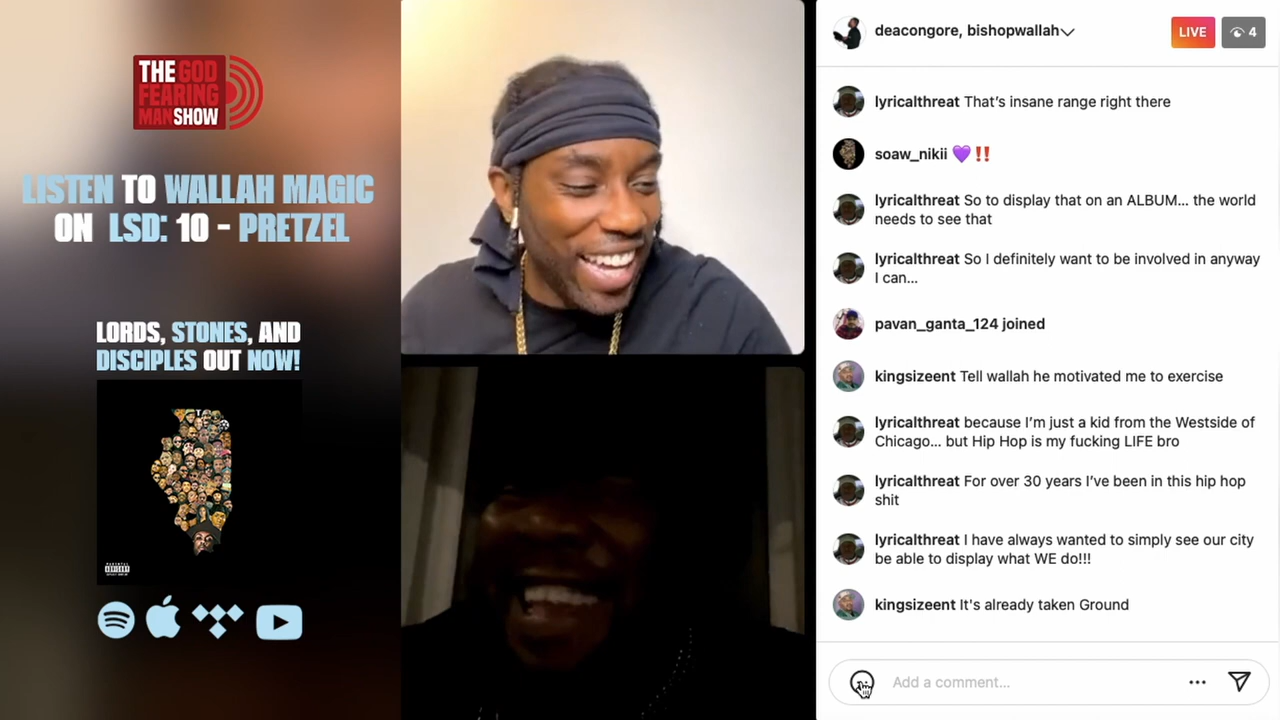 THE GOD
FEARING
MANSHOW
LISTEN TO WALLAH MAGIC
ON LSD: 10 - PRETZEL
LORDS, STONES, AND
DISCIPLES OUT NOW!
PARENTAL
ADVISORY
deacongore, bishopwallah
LIVE
4
lyricalthreat That’s insane range right there
soaw_nikii 💜‼️
lyricalthreat So to display that on an ALBUM... the world
needs to see that
lyricalthreat So I definitely want to be involved in anyway
I can...
pavan_ganta_124 joined
kingsizeent Tell wallah he motivated me to exercise
lyricalthreat because I’m just a kid from the Westside of
Chicago... but Hip Hop is my fucking LIFE bro
lyricalthreat For over 30 years I’ve been in this hip hop
shit
lyricalthreat I have always wanted to simply see our city
be able to display what WE do!!!
kingsizeent It's already taken Ground
Add a comment...